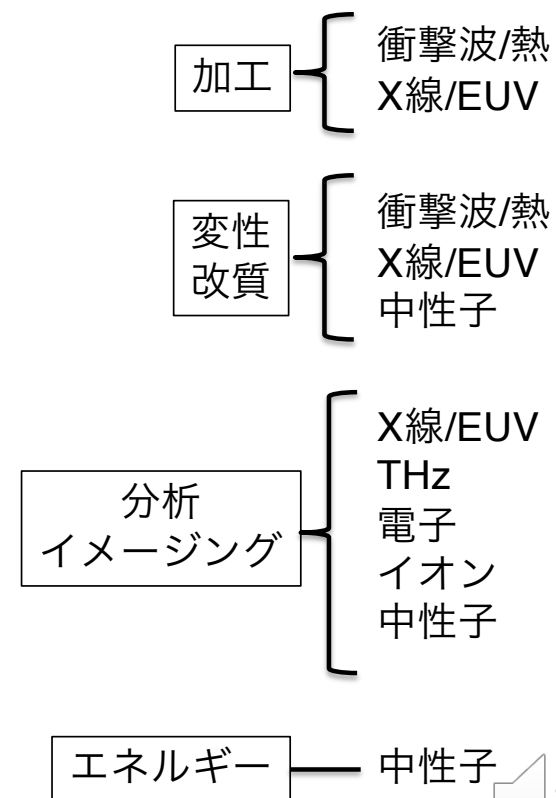 加工
衝撃波/熱
X線/EUV
変性
改質
衝撃波/熱
X線/EUV
中性子
分析
イメージング
X線/EUV
THz
電子
イオン
中性子
エネルギー
中性子